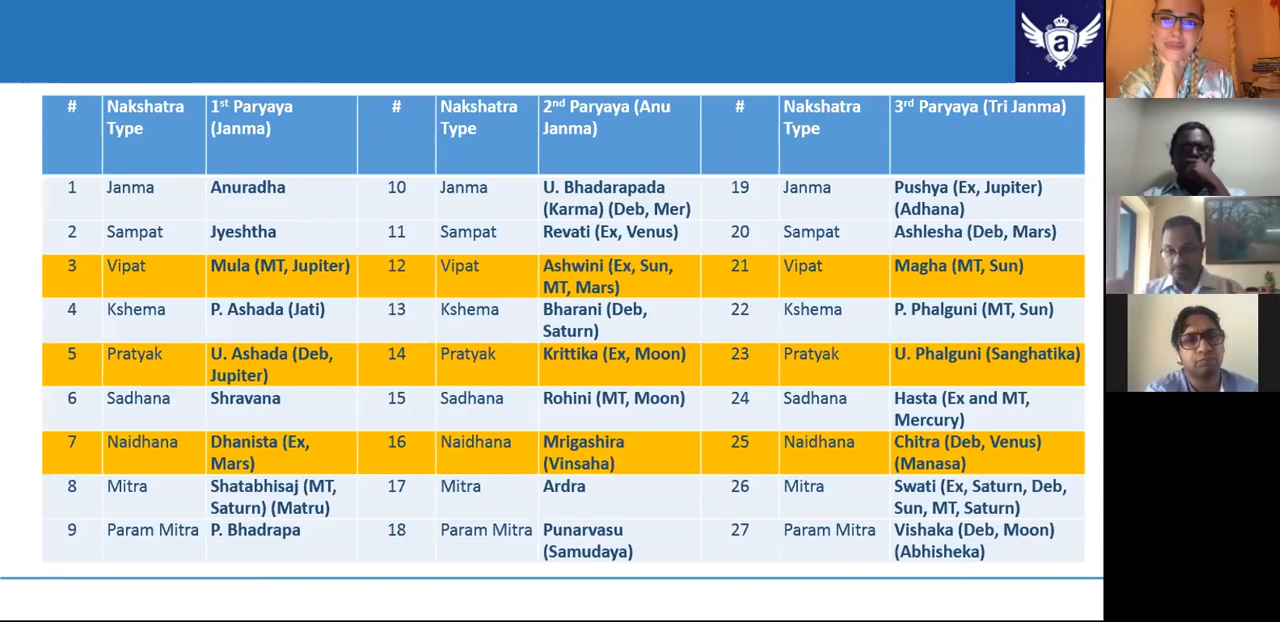 a
# Nakshatra Type 1st Paryaya (Janma) # Nakshatra Type 2nd Paryaya (Anu Janma) # Nakshatra Type 3rd Paryaya (Tri Janma)
1 Janma Anuradha 10 Janma U. Bhadarapada (Karma) (Deb, Mer) 19 Janma Pushya (Ex, Jupiter) (Adhana)
2 Sampat Jyeshtha 11 Sampat Revati (Ex, Venus) 20 Sampat Ashlesha (Deb, Mars)
3 Vipat Mula (MT, Jupiter) 12 Vipat Ashwini (Ex, Sun, MT, Mars) 21 Vipat Magha (MT, Sun)
4 Kshema P. Ashada (Jati) 13 Kshema Bharani (Deb, Saturn) 22 Kshema P. Phalguni (MT, Sun)
5 Pratyak U. Ashada (Deb, Jupiter) 14 Pratyak Krittika (Ex, Moon) 23 Pratyak U. Phalguni (Sanghatika)
6 Sadhana Shravana 15 Sadhana Rohini (MT, Moon) 24 Sadhana Hasta (Ex and MT, Mercury)
7 Naidhana Dhanista (Ex, Mars) 16 Naidhana Mrigashira (Vinsaha) 25 Naidhana Chitra (Deb, Venus) (Manasa)
8 Mitra Shatabhisaj (MT, Saturn) (Matru) 17 Mitra Ardra 26 Mitra Swati (Ex, Saturn, Deb, Sun, MT, Saturn)
9 Param Mitra P. Bhadrapa 18 Param Mitra Punarvasu (Samudaya) 27 Param Mitra Vishaka (Deb, Moon) (Abhisheka)